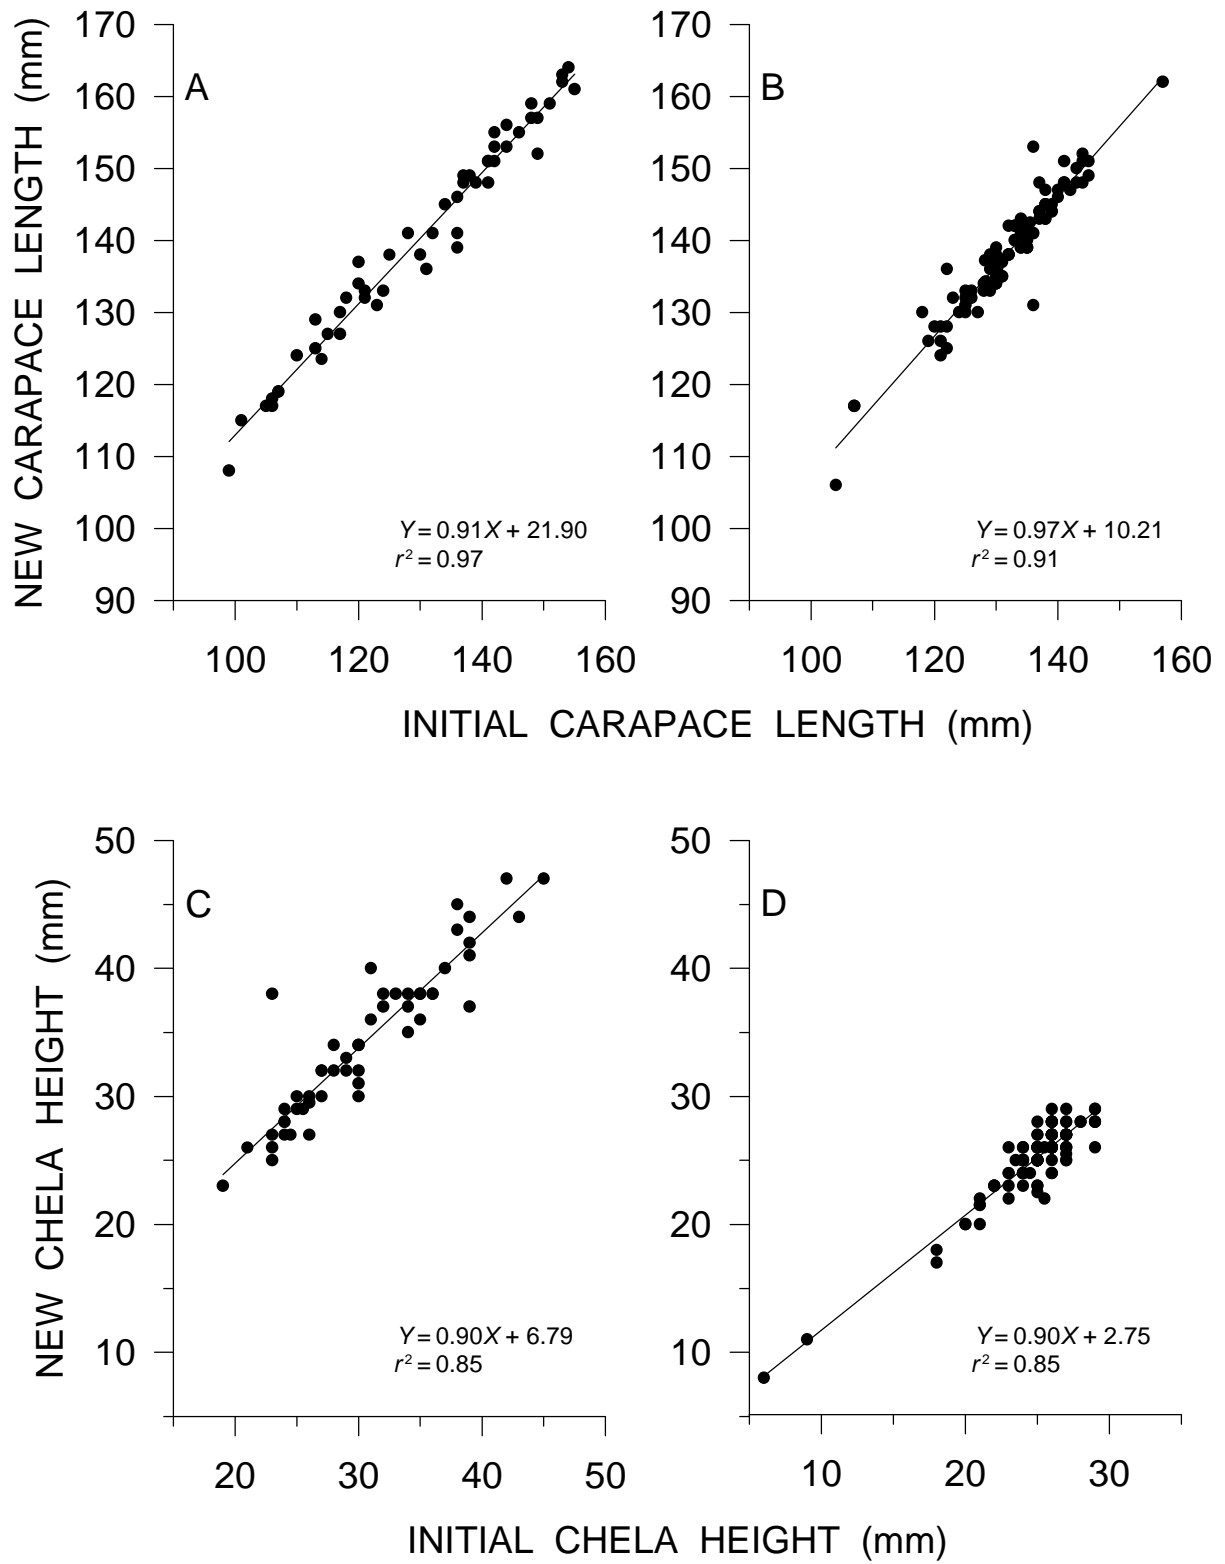 NEW CARAPACE LENGTH (mm)
170
160
150
140
130
120
110
100
90
A
Y = 0.91X + 21.90
r² = 0.97
100 120 140 160
170
160
150
140
130
120
110
100
90
B
Y = 0.97X + 10.21
r² = 0.91
100 120 140 160
INITIAL CARAPACE LENGTH (mm)
NEW CHELA HEIGHT (mm)
50
40
30
20
10
C
Y = 0.90X + 6.79
r² = 0.85
20 30 40 50
50
40
30
20
10
D
Y = 0.90X + 2.75
r² = 0.85
10 20 30
INITIAL CHELA HEIGHT (mm)